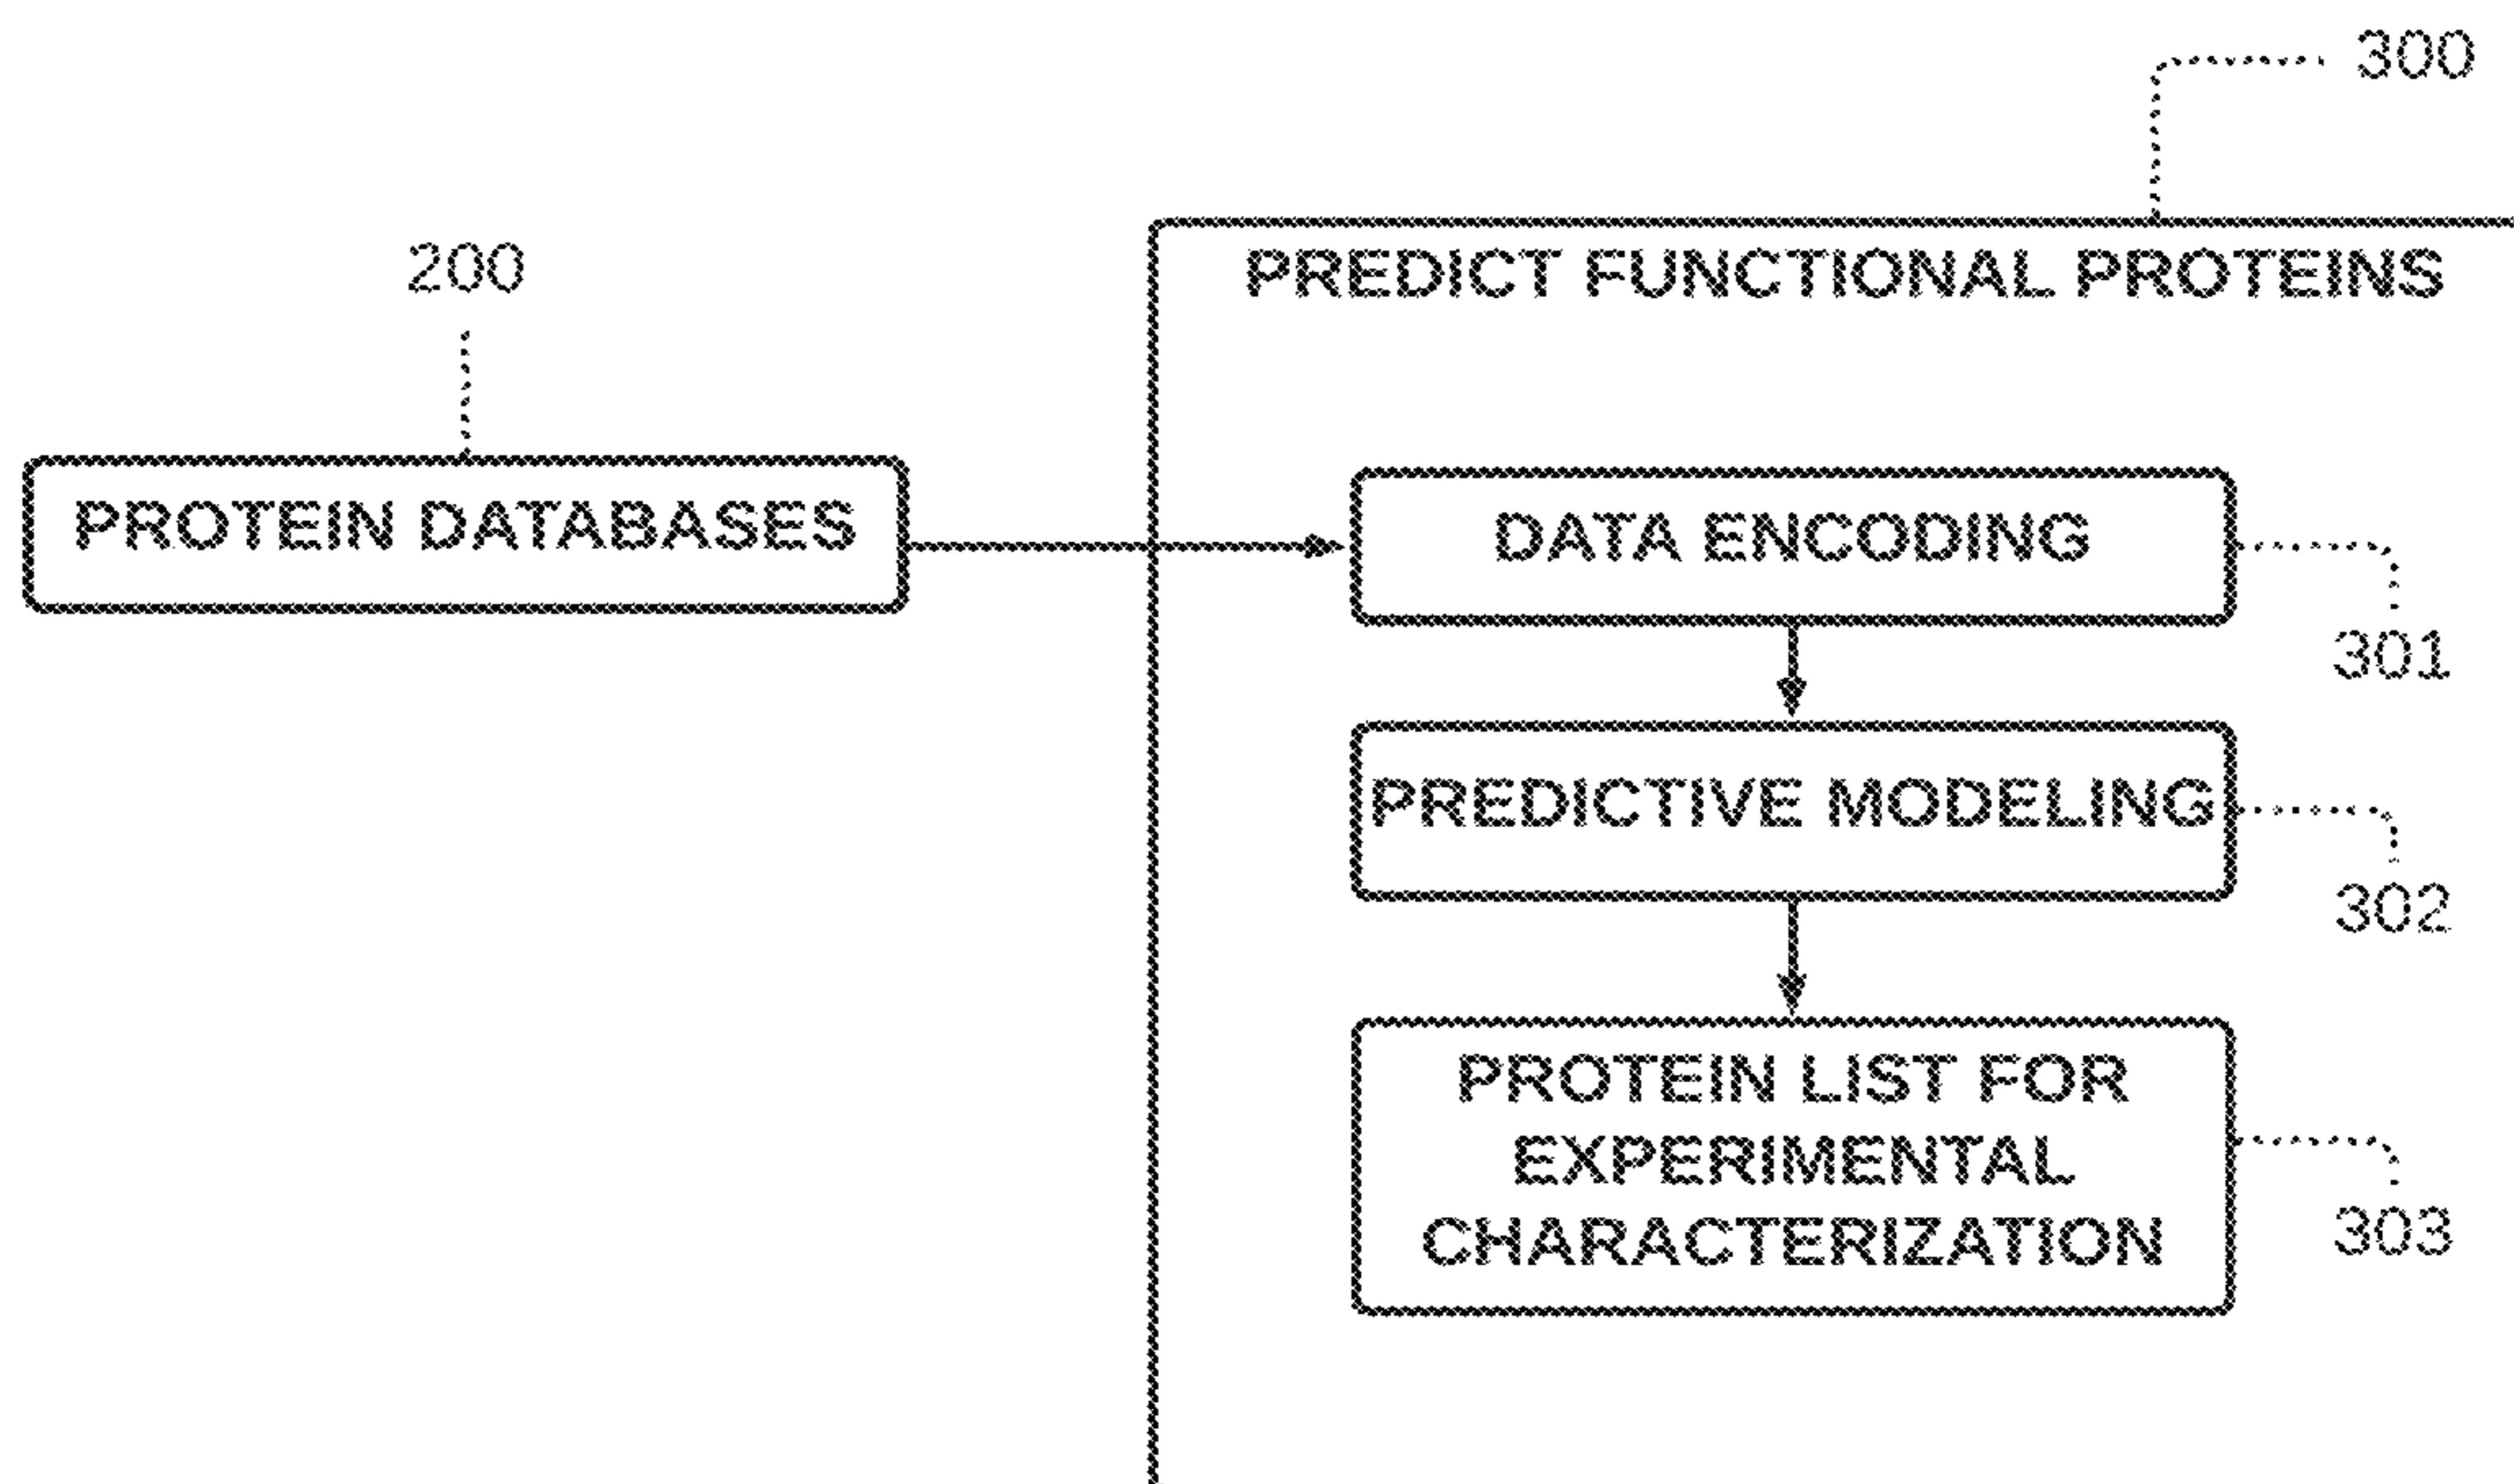 300
200
PREDICT FUNCTIONAL PROTEINS
PROTEIN DATABASES
DATA ENCODING
301
PREDICTIVE MODELING
302
PROTEIN LIST FOR
EXPERIMENTAL
CHARACTERIZATION
303